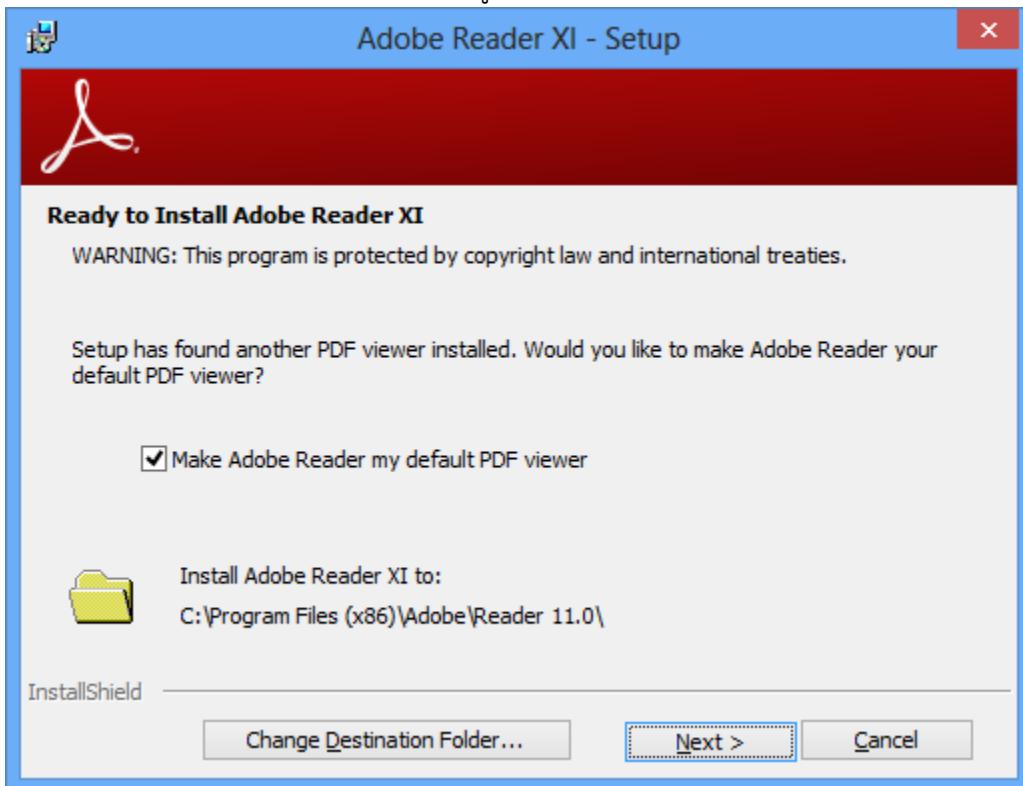 Adobe Reader XI - Setup
Ready to Install Adobe Reader XI
WARNING: This program is protected by copyright law and international treaties.
Setup has found another PDF viewer installed. Would you like to make Adobe Reader your
default PDF viewer?
Make Adobe Reader my default PDF viewer
Install Adobe Reader XI to:
C:\Program Files (x86)\Adobe\Reader 11.0\
InstallShield
Change Destination Folder...
Next >
Cancel